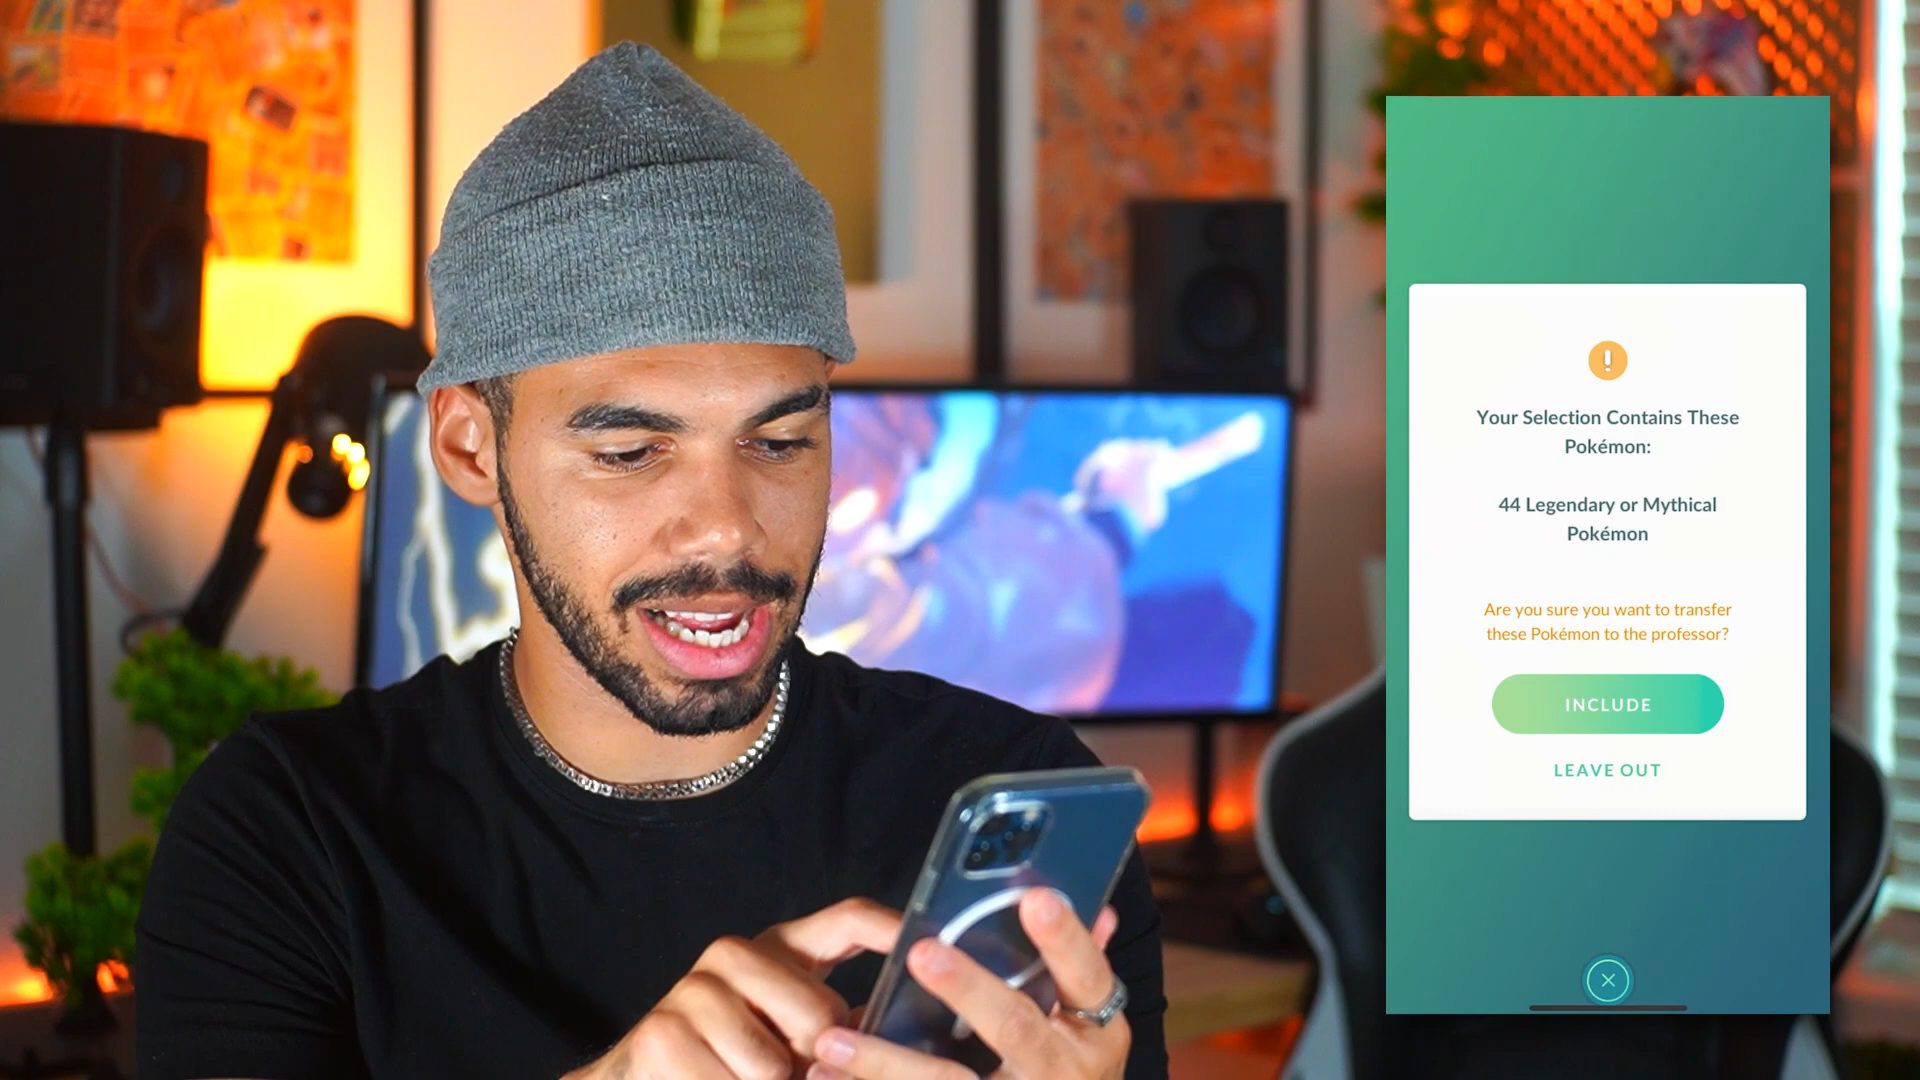 Your Selection Contains These
Pokémon:
44 Legendary or Mythical
Pokémon
Are you sure you want to transfer
these Pokémon to the professor?
INCLUDE
LEAVE OUT